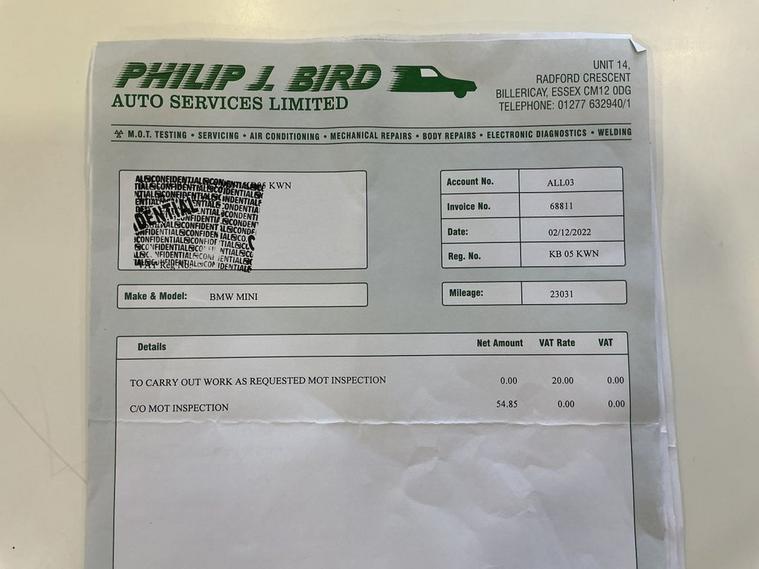 PHILIP J. BIRD
AUTO SERVICES LIMITED
UNIT 14,
RADFORD CRESCENT
BILLERICAY, ESSEX CM12 0DG
TELEPHONE: 01277 632940/1
M.O.T. TESTING • SERVICING • AIR CONDITIONING • MECHANICAL REPAIRS • BODY REPAIRS • ELECTRONIC DIAGNOSTICS • WELDING
KWN
CONFIDENTIAL
Account No. ALL03
Invoice No. 68811
Date: 02/12/2022
Reg. No. KB 05 KWN
Make & Model: BMW MINI
Mileage: 23031
Details Net Amount VAT Rate VAT
TO CARRY OUT WORK AS REQUESTED MOT INSPECTION 0.00 20.00 0.00
C/O MOT INSPECTION 54.85 0.00 0.00